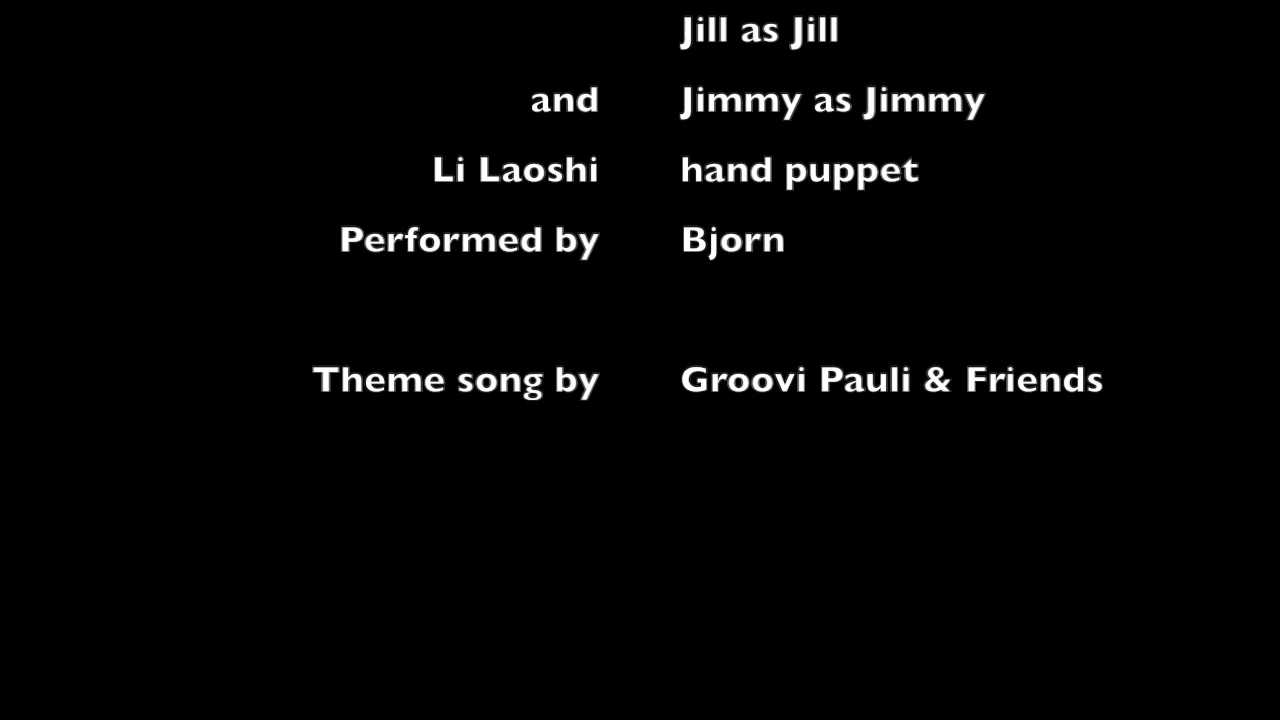 Jill as Jill
and Jimmy as Jimmy
Li Laoshi hand puppet
Performed by Bjorn
Theme song by Groovi Pauli & Friends